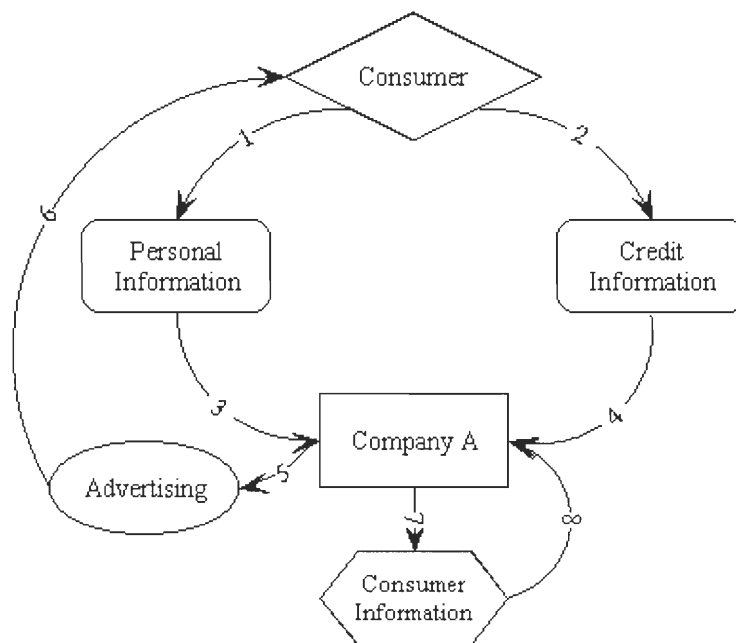 Consumer
1
2
6
Personal
Information
Credit
Information
3
4
Company A
5
Advertising
7
8
Consumer
Information